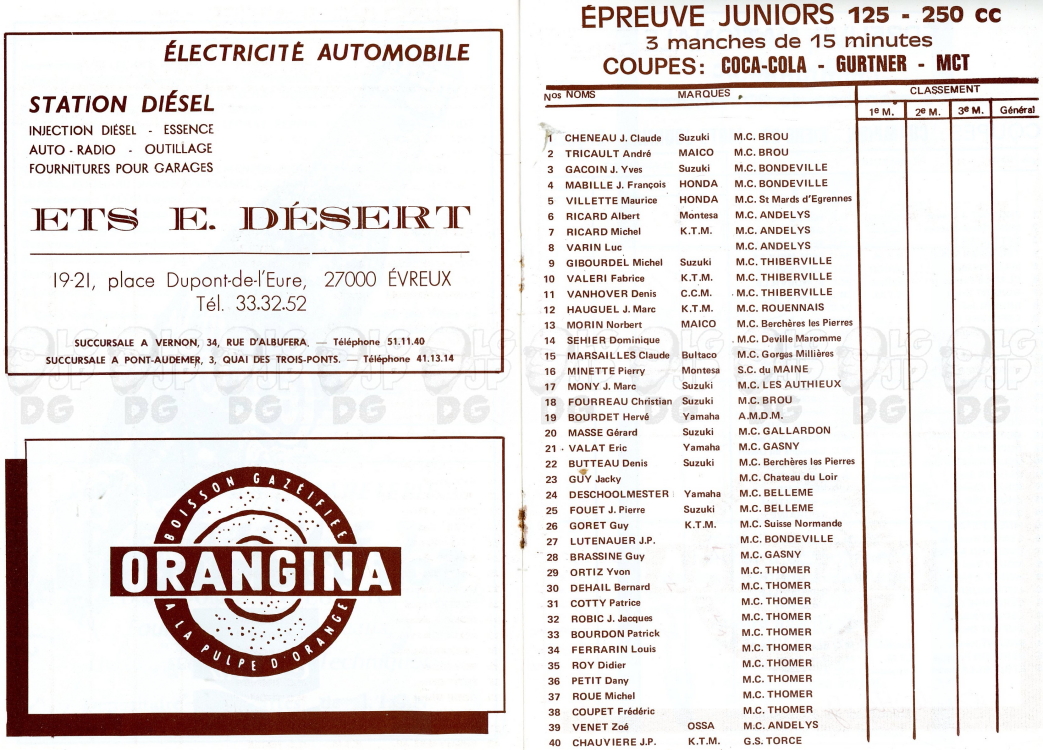 ÉLECTRICITÉ AUTOMOBILE
STATION DIÉSEL
INJECTION DIÉSEL - ESSENCE
AUTO - RADIO - OUTILLAGE
FOURNITURES POUR GARAGES
ETS E. DÉSERT
19-21, place Dupont-de-l'Eure, 27000 ÉVREUX
Tél. 33.32.52
SUCCURSALE A VERNON, 34, RUE D'ALBUFERA. — Téléphone 51.11.40
SUCCURSALE A PONT-AUDEMER, 3, QUAI DES TROIS-PONTS. — Téléphone 41.13.14
BOISSON GAZÉIFIEE
ORANGINA
A LA PULPE D'ORANGE
ÉPREUVE JUNIORS 125 - 250 cc
3 manches de 15 minutes
COUPES: COCA-COLA - GURTNER - MCT
Nos NOMS MARQUES CLASSEMENT
1e M. 2e M. 3e M. Général
1 CHENEAU J. Claude Suzuki M.C. BROU
2 TRICAULT André MAICO M.C. BROU
3 GACOIN J. Yves Suzuki M.C. BONDEVILLE
4 MABILLE J. François HONDA M.C. BONDEVILLE
5 VILLETTE Maurice HONDA M.C. St Mards d'Egrennes
6 RICARD Albert Montesa M.C. ANDELYS
7 RICARD Michel K.T.M. M.C. ANDELYS
8 VARIN Luc M.C. ANDELYS
9 GIBOURDEL Michel Suzuki M.C. THIBERVILLE
10 VALERI Fabrice K.T.M. M.C. THIBERVILLE
11 VANHOVER Denis C.C.M. M.C. THIBERVILLE
12 HAUGUEL J. Marc K.T.M. M.C. ROUENNAIS
13 MORIN Norbert MAICO M.C. Berchères les Pierres
14 SEHIER Dominique M.C. Deville Maromme
15 MARSAILLES Claude Bultaco M.C. Gorges Millières
16 MINETTE Pierry Montesa S.C. du MAINE
17 MONY J. Marc Suzuki M.C. LES AUTHIEUX
18 FOURREAU Christian Suzuki M.C. BROU
19 BOURDET Hervé Yamaha A.M.D.M.
20 MASSE Gérard Suzuki M.C. GALLARDON
21 VALAT Eric Yamaha M.C. GASNY
22 BUTTEAU Denis Suzuki M.C. Berchères les Pierres
23 GUY Jacky M.C. Chateau du Loir
24 DESCHOOLMESTER Yamaha M.C. BELLEME
25 FOUET J. Pierre Suzuki M.C. BELLEME
26 GORET Guy K.T.M. M.C. Suisse Normande
27 LUTENAUER J.P. M.C. BONDEVILLE
28 BRASSINE Guy M.C. GASNY
29 ORTIZ Yvon M.C. THOMER
30 DEHAIL Bernard M.C. THOMER
31 COTTY Patrice M.C. THOMER
32 ROBIC J. Jacques M.C. THOMER
33 BOURDON Patrick M.C. THOMER
34 FERRARIN Louis M.C. THOMER
35 ROY Didier M.C. THOMER
36 PETIT Dany M.C. THOMER
37 ROUE Michel M.C. THOMER
38 COUPET Frédéric M.C. THOMER
39 VENET Zoé OSSA M.C. ANDELYS
40 CHAUVIERE J.P. K.T.M. G.S. TORCE
LG JP DG